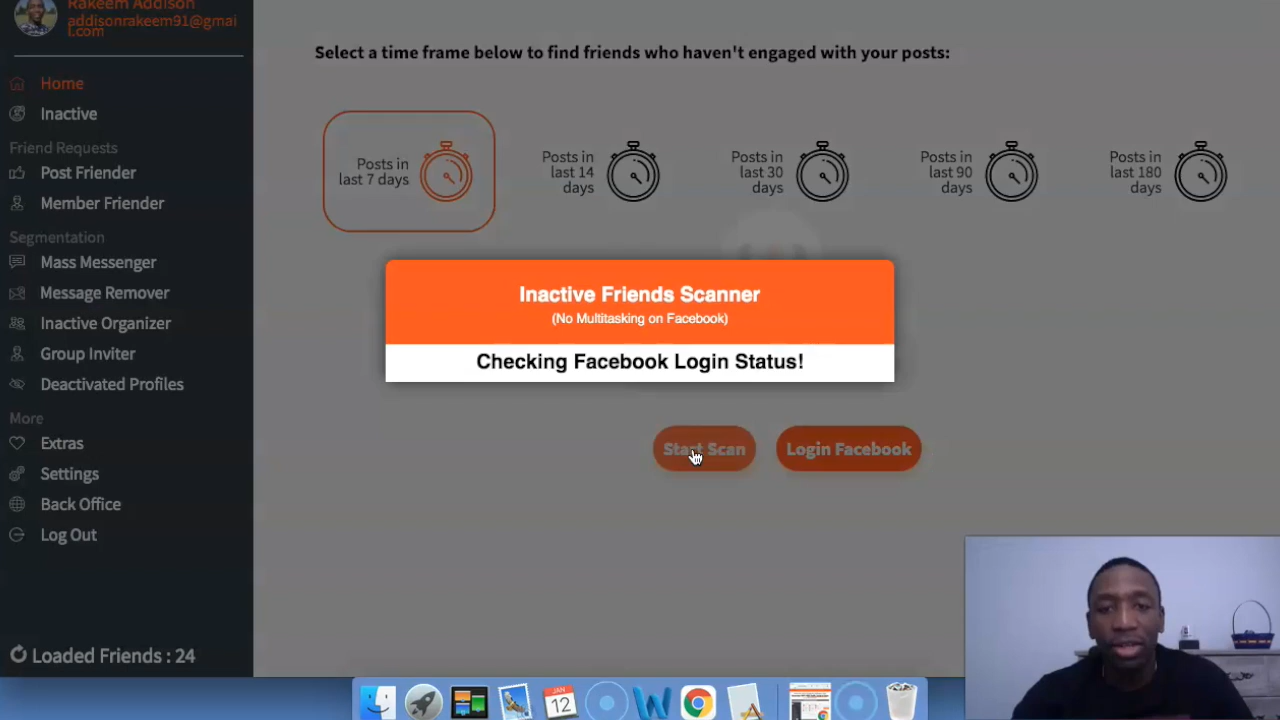 Rakeem Addison
addisonrakeem91@gmai
l.com
Home
Inactive
Friend Requests
Post Friender
Member Friender
Segmentation
Mass Messenger
Message Remover
Inactive Organizer
Group Inviter
Deactivated Profiles
More
Extras
Settings
Back Office
Log Out
Loaded Friends : 24
Select a time frame below to find friends who haven't engaged with your posts:
Posts in
last 7 days
Posts in
last 14
days
Posts in
last 30
days
Posts in
last 90
days
Posts in
last 180
days
Inactive Friends Scanner
(No Multitasking on Facebook)
Checking Facebook Login Status!
Start Scan
Login Facebook
JAN
12